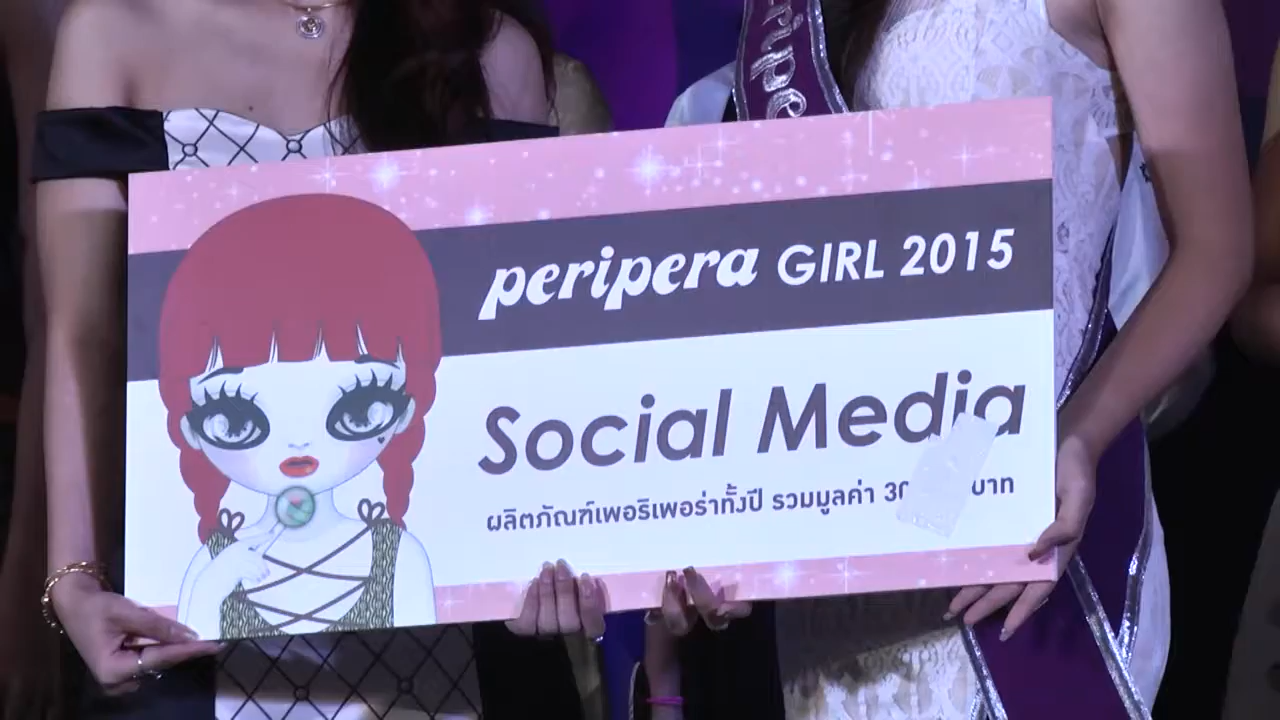 peripe
peripera GIRL 2015
Social Media
ผลิตภัณฑ์เพอริเพอร่าทั้งปี รวมมูลค่า 30 บาท